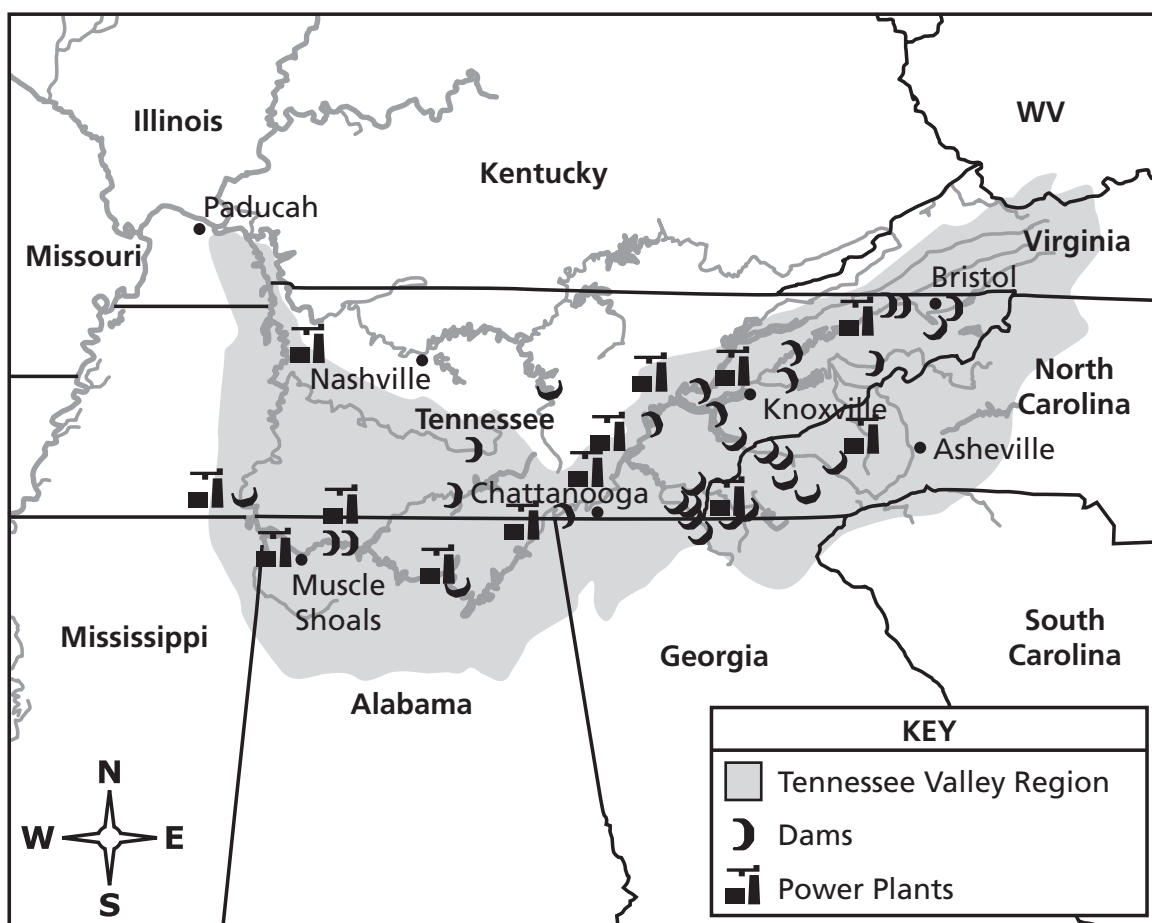 Illinois
WV
Kentucky
Paducah
Missouri
Virginia
Bristol
Nashville
Tennessee
Knoxville
North
Carolina
Asheville
Chattanooga
Muscle
Shoals
Mississippi
Alabama
Georgia
South
Carolina
KEY
Tennessee Valley Region
Dams
Power Plants
N
W
E
S